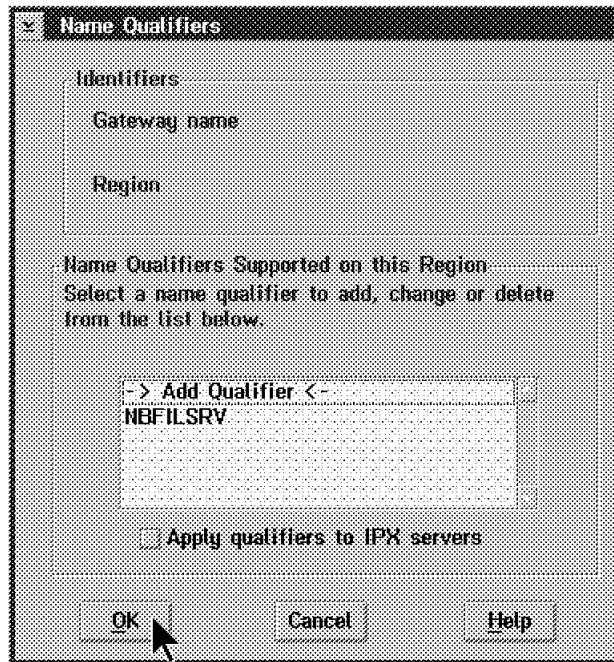 Name Qualifiers
Identifiers
Gateway name
Region
Name Qualifiers Supported on this Region
Select a name qualifier to add, change or delete
from the list below.
-> Add Qualifier <-
NBFILSRV
Apply qualifiers to IPX servers
OK
Cancel
Help